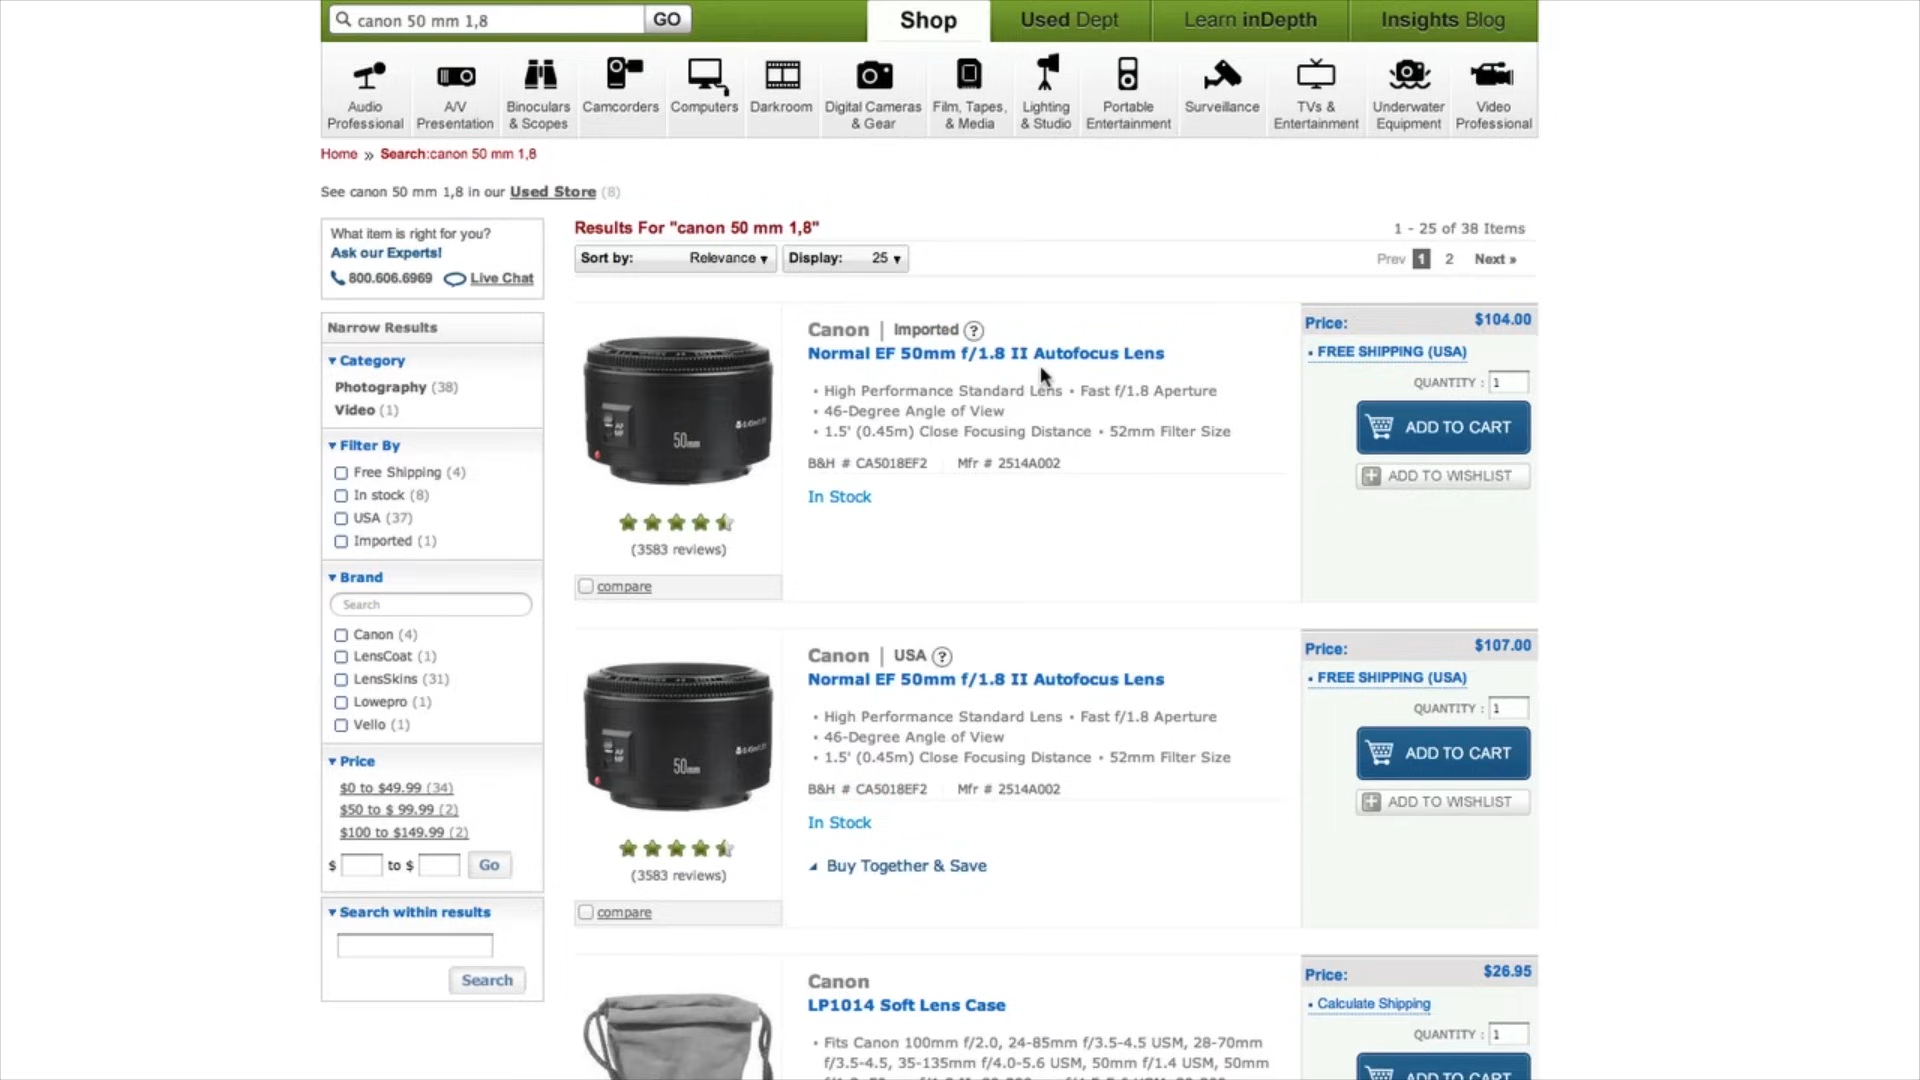 canon 50 mm 1,8
GO
Shop
Used Dept
Learn inDepth
Insights Blog
Audio Professional
A/V Presentation
Binoculars & Scopes
Camcorders
Computers
Darkroom
Digital Cameras & Gear
Film, Tapes, & Media
Lighting & Studio
Portable Entertainment
Surveillance
TVs & Entertainment
Underwater Equipment
Video Professional
Home » Search:canon 50 mm 1,8
See canon 50 mm 1,8 in our Used Store (8)
What item is right for you?
Ask our Experts!
800.606.6969 Live Chat
Narrow Results
Category
Photography (38)
Video (1)
Filter By
Free Shipping (4)
In stock (8)
USA (37)
Imported (1)
Brand
Search
Canon (4)
LensCoat (1)
LensSkins (31)
Lowepro (1)
Vello (1)
Price
$0 to $49.99 (34)
$50 to $ 99.99 (2)
$100 to $149.99 (2)
$ to $ Go
Search within results
Search
Results For "canon 50 mm 1,8"
1 - 25 of 38 Items
Sort by: Relevance
Display: 25
Prev 1 2 Next »
50mm
(3583 reviews)
compare
Canon | Imported ?
Normal EF 50mm f/1.8 II Autofocus Lens
• High Performance Standard Lens • Fast f/1.8 Aperture
• 46-Degree Angle of View
• 1.5' (0.45m) Close Focusing Distance • 52mm Filter Size
B&H # CA5018EF2 Mfr # 2514A002
In Stock
Price: $104.00
• FREE SHIPPING (USA)
QUANTITY : 1
ADD TO CART
ADD TO WISHLIST
50mm
(3583 reviews)
compare
Canon | USA ?
Normal EF 50mm f/1.8 II Autofocus Lens
• High Performance Standard Lens • Fast f/1.8 Aperture
• 46-Degree Angle of View
• 1.5' (0.45m) Close Focusing Distance • 52mm Filter Size
B&H # CA5018EF2 Mfr # 2514A002
In Stock
Buy Together & Save
Price: $107.00
• FREE SHIPPING (USA)
QUANTITY : 1
ADD TO CART
ADD TO WISHLIST
Canon
LP1014 Soft Lens Case
• Fits Canon 100mm f/2.0, 24-85mm f/3.5-4.5 USM, 28-70mm
f/3.5-4.5, 35-135mm f/4.0-5.6 USM, 50mm f/1.4 USM, 50mm
Price: $26.95
• Calculate Shipping
QUANTITY : 1
ADD TO CART